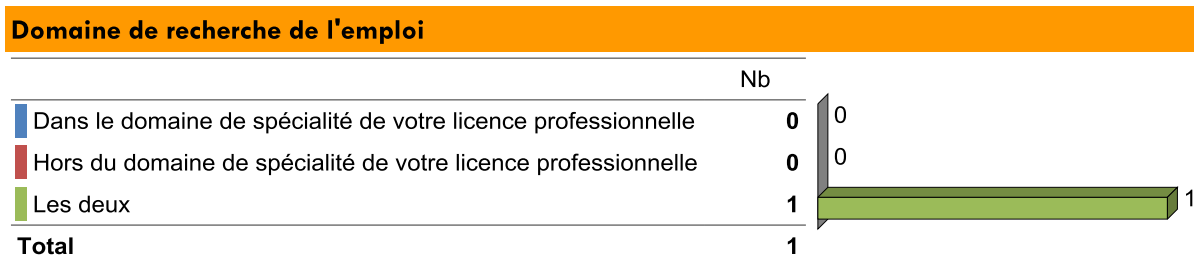 Domaine de recherche de l'emploi
Nb
Dans le domaine de spécialité de votre licence professionnelle 0 0
Hors du domaine de spécialité de votre licence professionnelle 0 0
Les deux 1 1
Total 1